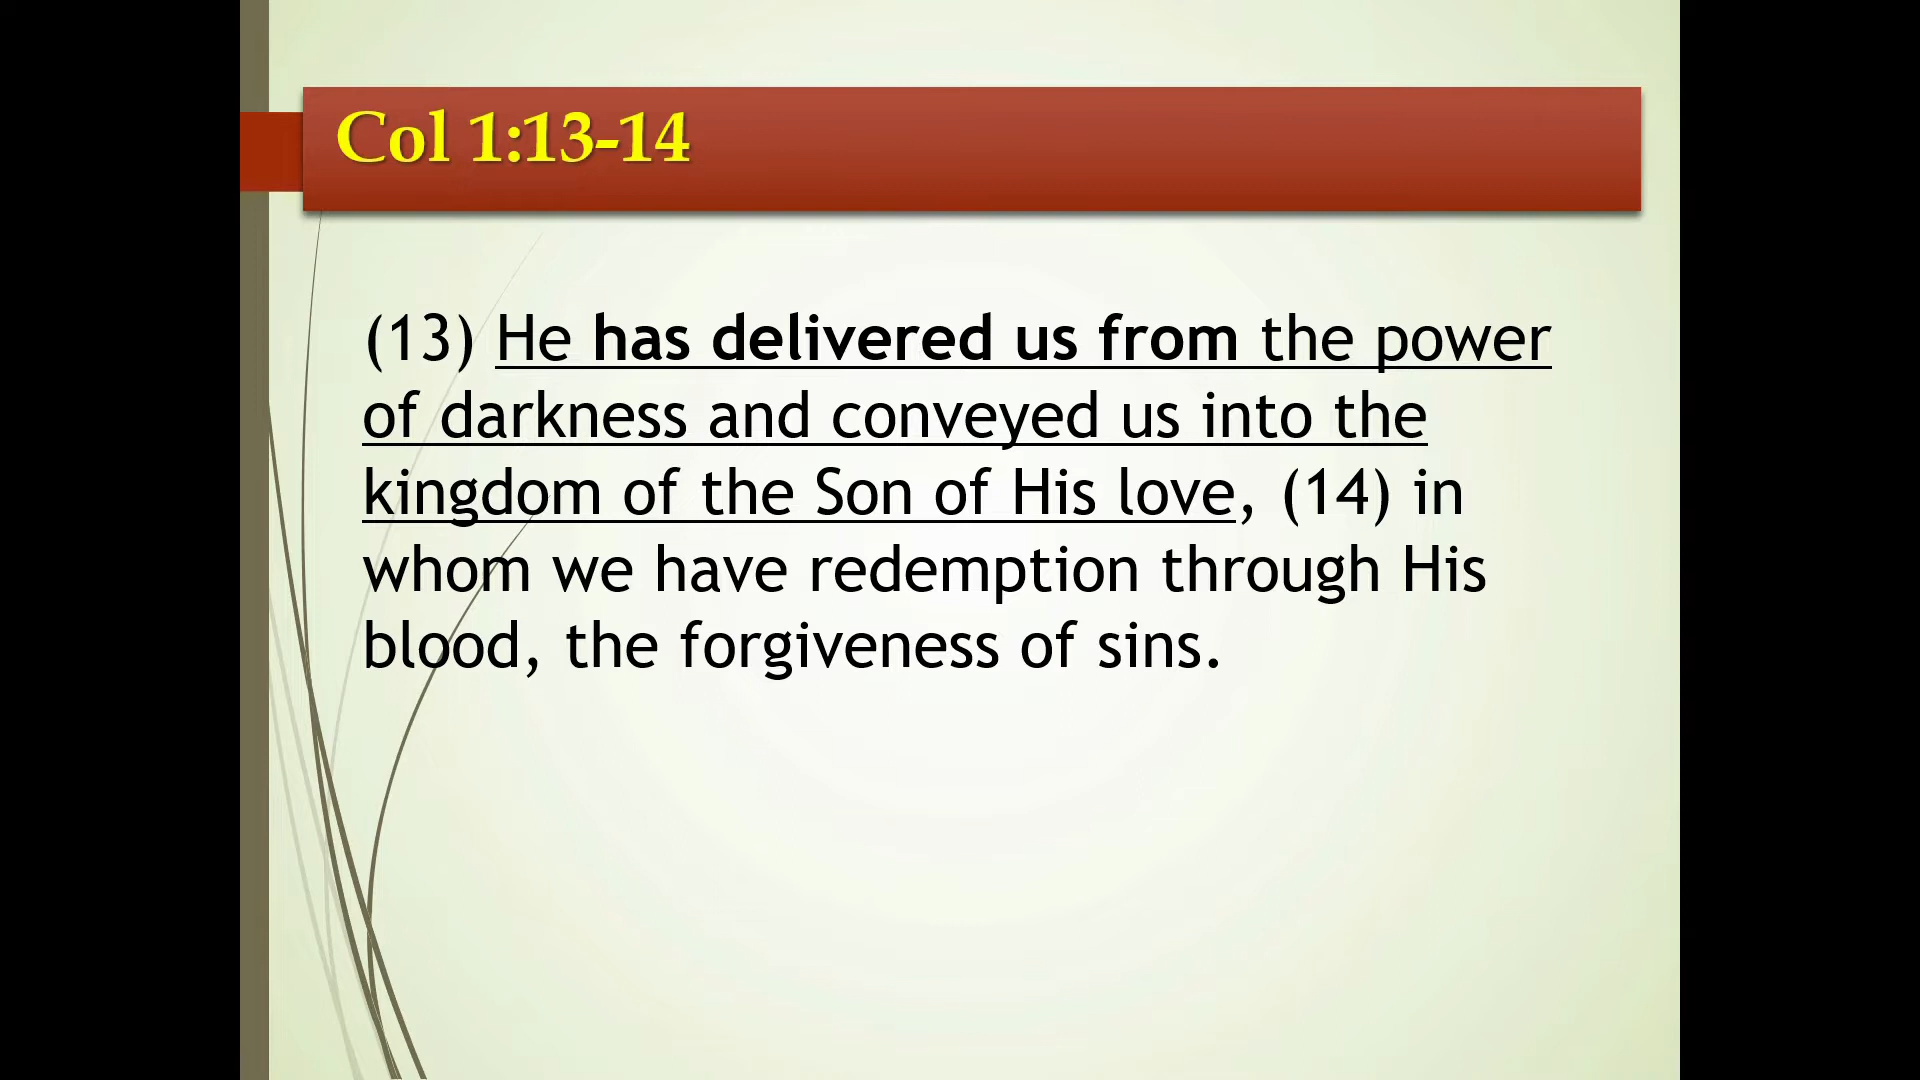 Col 1:13-14
(13) He has delivered us from the power
of darkness and conveyed us into the
kingdom of the Son of His love, (14) in
whom we have redemption through His
blood, the forgiveness of sins.